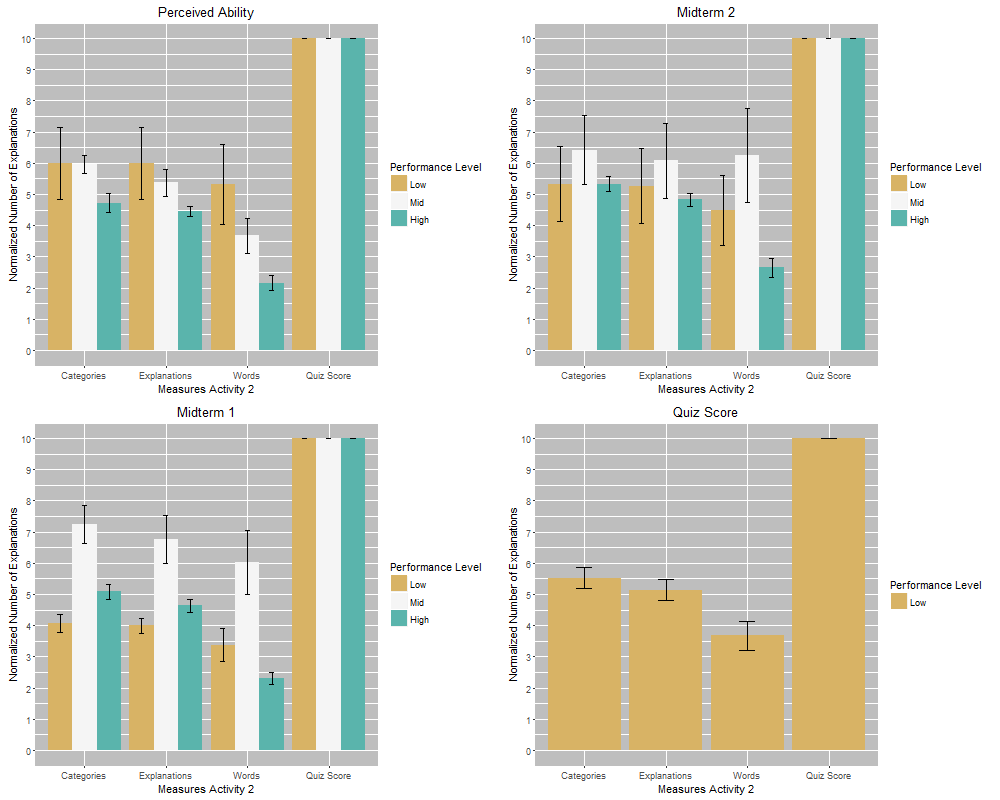 Perceived Ability
Normalized Number of Explanations
10
9
8
7
6
5
4
3
2
1
0
Categories Explanations Words Quiz Score
Measures Activity 2
Performance Level
Low
Mid
High
Midterm 2
Normalized Number of Explanations
10
9
8
7
6
5
4
3
2
1
0
Categories Explanations Words Quiz Score
Measures Activity 2
Performance Level
Low
Mid
High
Midterm 1
Normalized Number of Explanations
10
9
8
7
6
5
4
3
2
1
0
Categories Explanations Words Quiz Score
Measures Activity 2
Performance Level
Low
Mid
High
Quiz Score
Normalized Number of Explanations
10
9
8
7
6
5
4
3
2
1
0
Categories Explanations Words Quiz Score
Measures Activity 2
Performance Level
Low